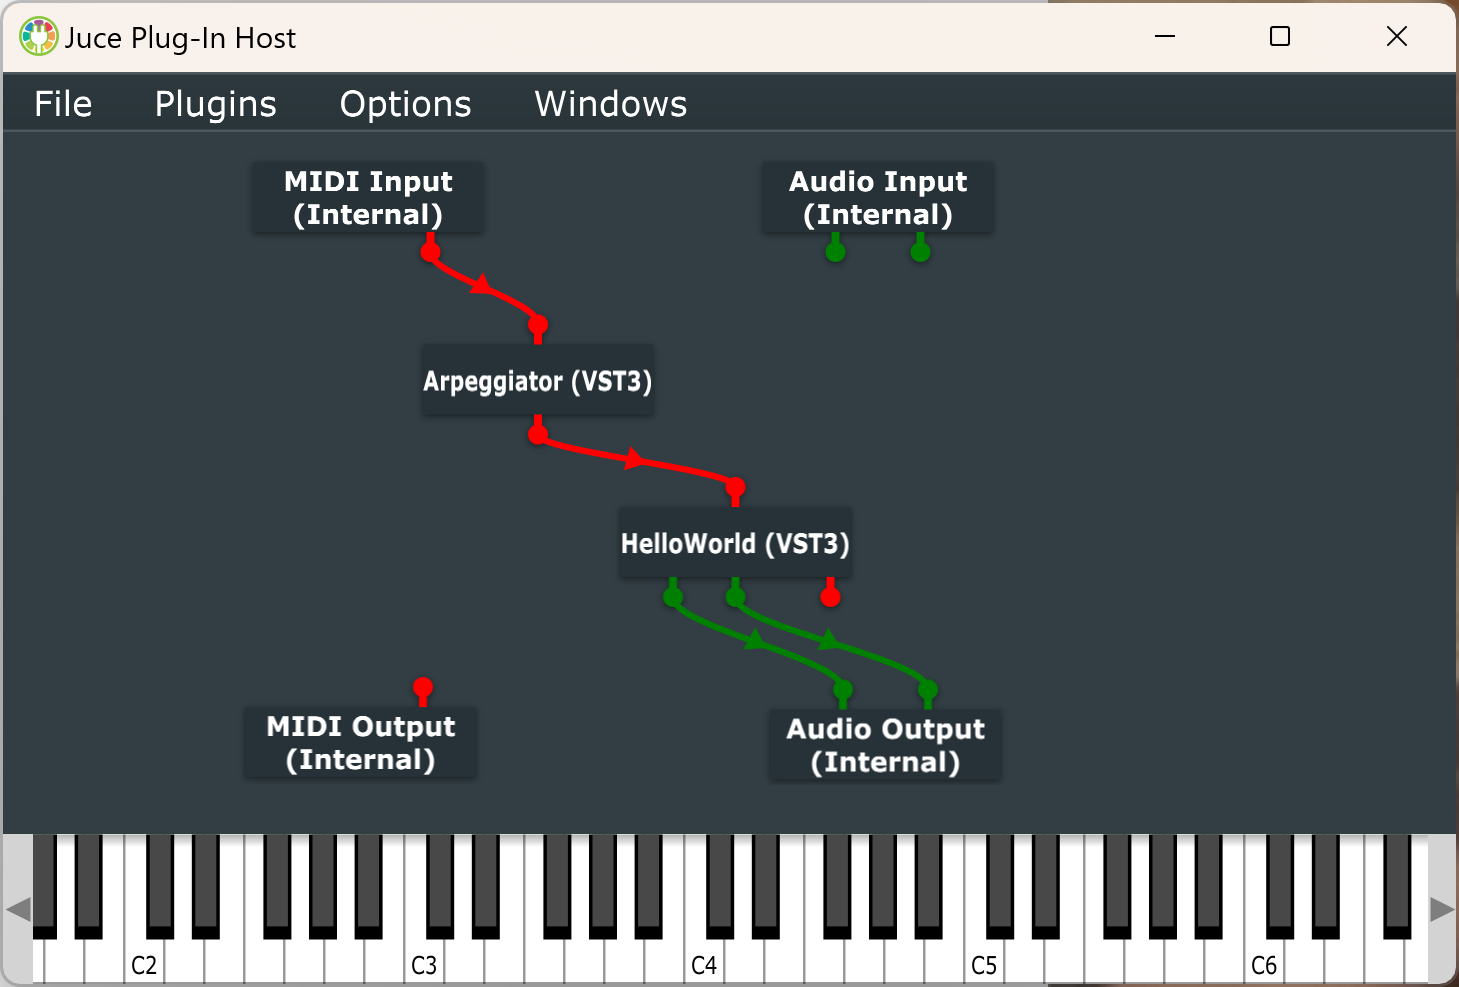 Juce Plug-In Host
File Plugins Options Windows
MIDI Input
(Internal)
Audio Input
(Internal)
Arpeggiator (VST3)
HelloWorld (VST3)
MIDI Output
(Internal)
Audio Output
(Internal)
C2 C3 C4 C5 C6